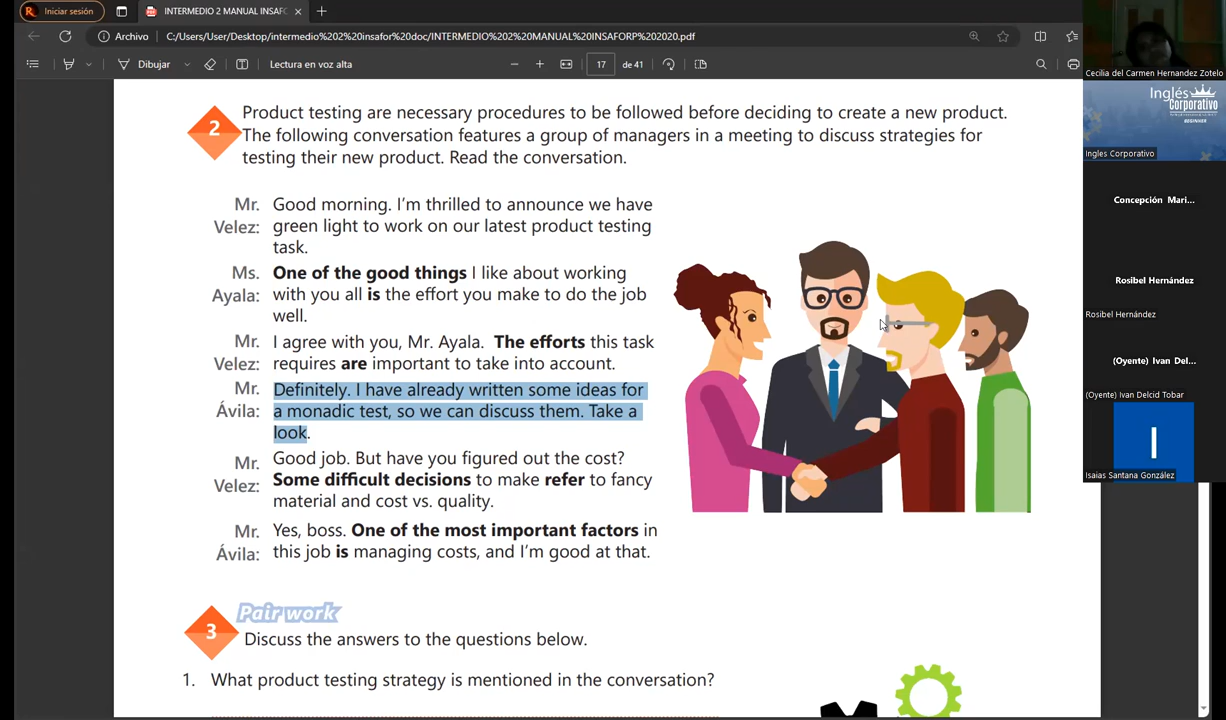 Iniciar sesión
INTERMEDIO 2 MANUAL INSAFO
Archivo
C:/Users/User/Desktop/intermedio%202%20insafor%20doc/INTERMEDIO%202%20MANUAL%20INSAFORP%202020.pdf
Dibujar
Lectura en voz alta
17 de 41
2
Product testing are necessary procedures to be followed before deciding to create a new product.
The following conversation features a group of managers in a meeting to discuss strategies for
testing their new product. Read the conversation.
Mr. Good morning. I'm thrilled to announce we have
Velez: green light to work on our latest product testing
task.
Ms. One of the good things I like about working
Ayala: with you all is the effort you make to do the job
well.
Mr. I agree with you, Mr. Ayala. The efforts this task
Velez: requires are important to take into account.
Mr. Definitely. I have already written some ideas for
Ávila: a monadic test, so we can discuss them. Take a
look.
Mr. Good job. But have you figured out the cost?
Velez: Some difficult decisions to make refer to fancy
material and cost vs. quality.
Mr. Yes, boss. One of the most important factors in
Ávila: this job is managing costs, and I'm good at that.
Pair work
3
Discuss the answers to the questions below.
1. What product testing strategy is mentioned in the conversation?
Cecilia del Carmen Hernandez Zotelo
Inglés
Corporativo
BEGINNER
Ingles Corporativo
Concepción Mari...
Rosibel Hernández
Rosibel Hernández
(Oyente) Ivan Del...
(Oyente) Ivan Delcid Tobar
I
Isaias Santana González